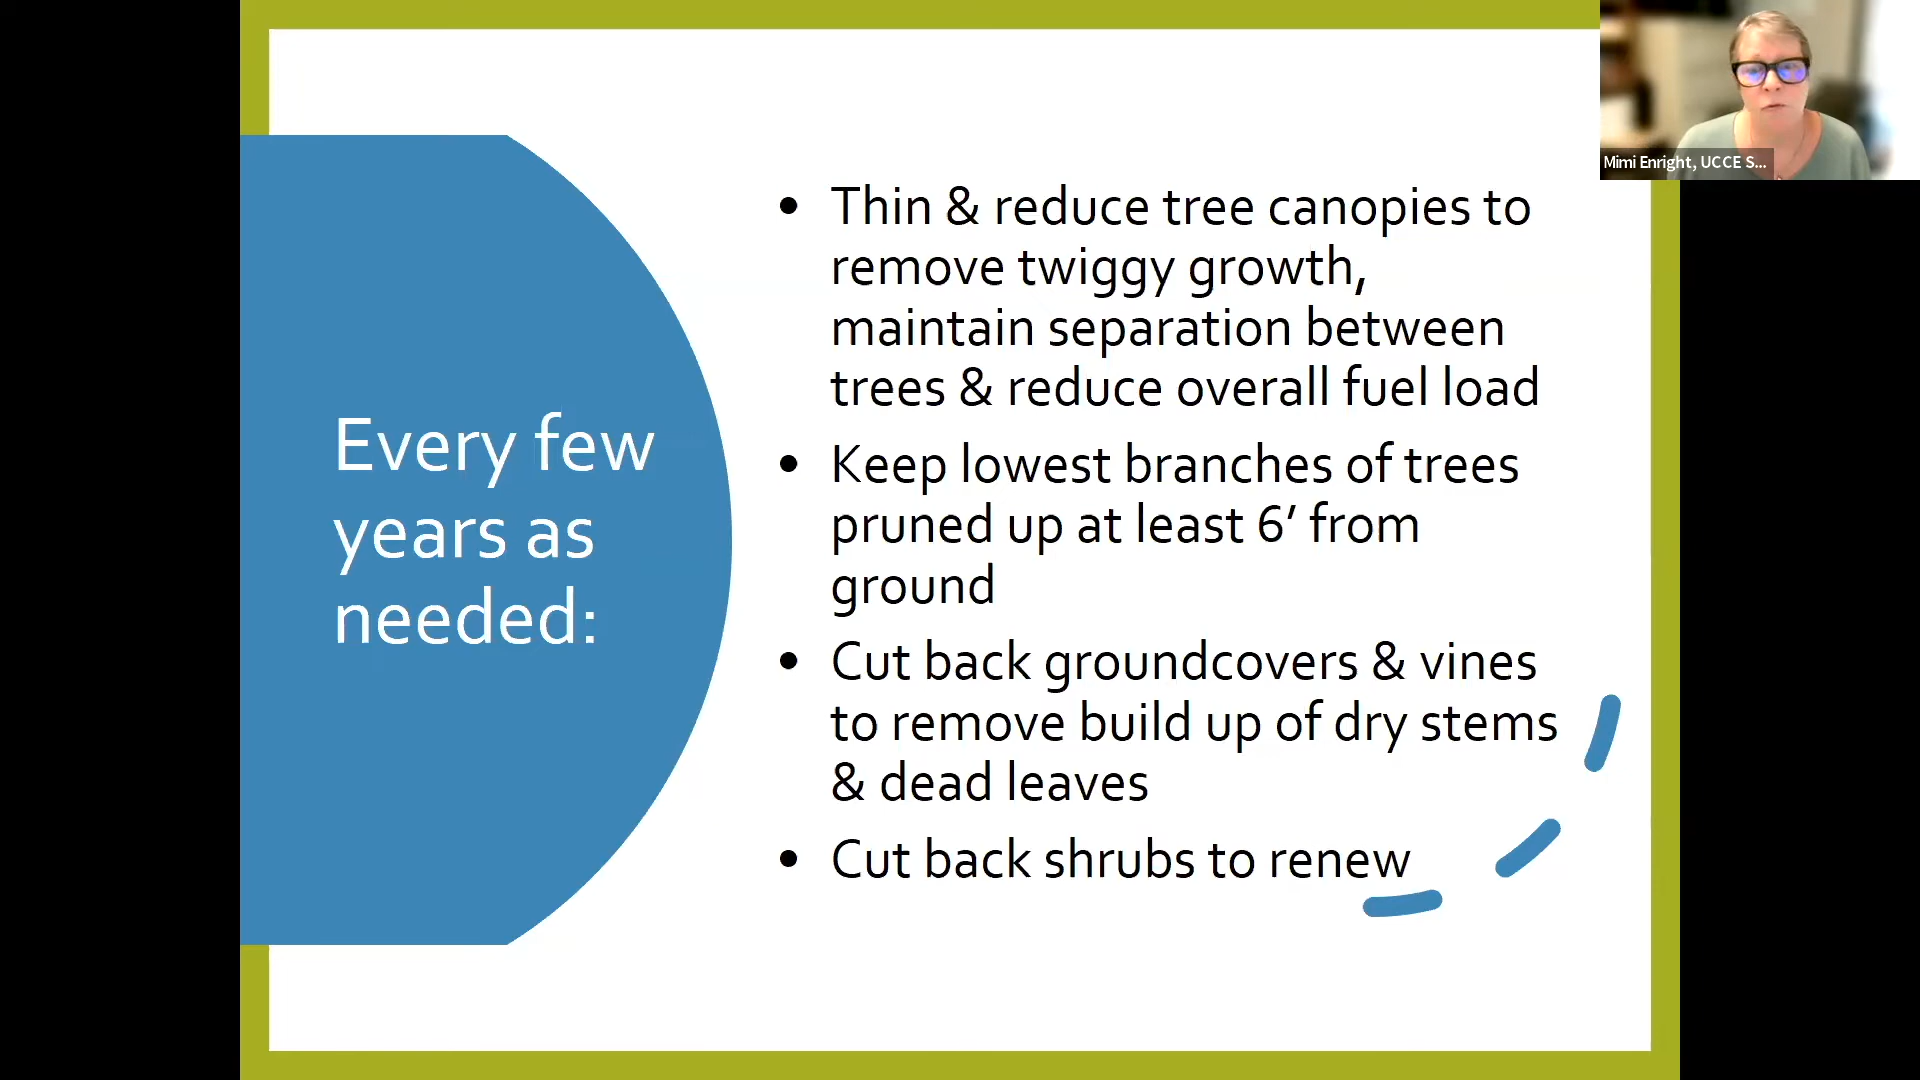 Every few
years as
needed:
• Thin & reduce tree canopies to
remove twiggy growth,
maintain separation between
trees & reduce overall fuel load
• Keep lowest branches of trees
pruned up at least 6’ from
ground
• Cut back groundcovers & vines
to remove build up of dry stems
& dead leaves
• Cut back shrubs to renew
Mimi Enright, UCCE S...